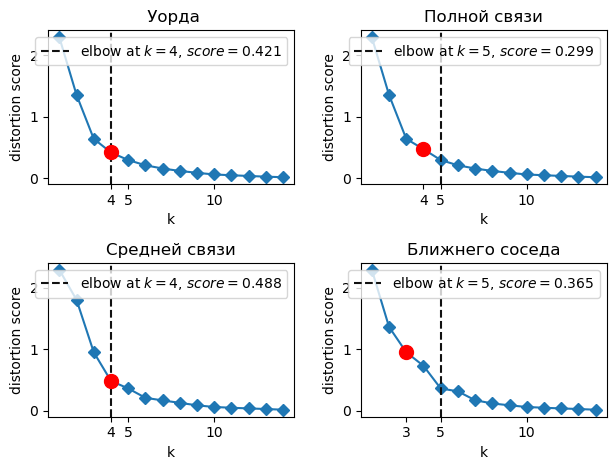 Уорда
distortion score
2
1
0
elbow at k = 4, score = 0.421
4 5 10
k
Полной связи
distortion score
2
1
0
elbow at k = 5, score = 0.299
4 5 10
k
Средней связи
distortion score
2
1
0
elbow at k = 4, score = 0.488
4 5 10
k
Ближнего соседа
distortion score
2
1
0
elbow at k = 5, score = 0.365
3 5 10
k